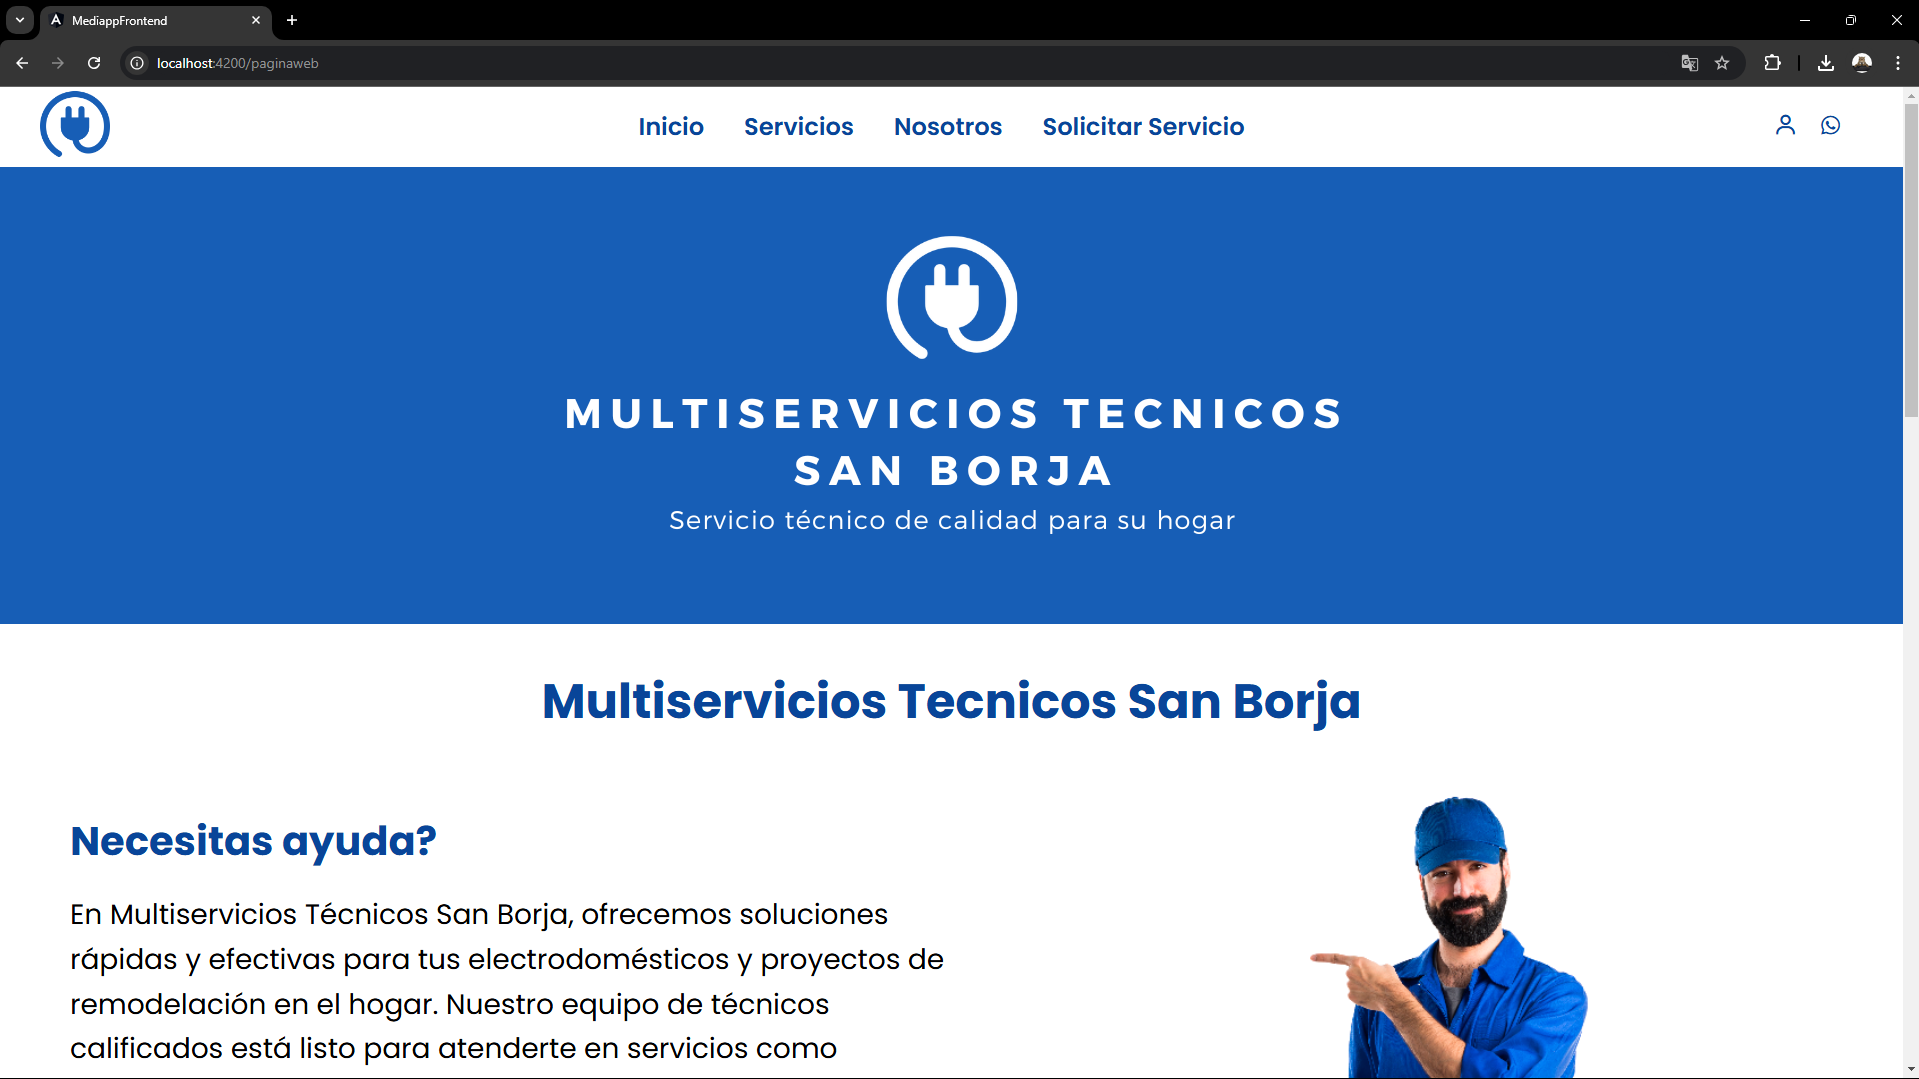 MediappFrontend
localhost:4200/paginaweb
Inicio Servicios Nosotros Solicitar Servicio
MULTISERVICIOS TECNICOS
SAN BORJA
Servicio técnico de calidad para su hogar
Multiservicios Tecnicos San Borja
Necesitas ayuda?
En Multiservicios Técnicos San Borja, ofrecemos soluciones
rápidas y efectivas para tus electrodomésticos y proyectos de
remodelación en el hogar. Nuestro equipo de técnicos
calificados está listo para atenderte en servicios como